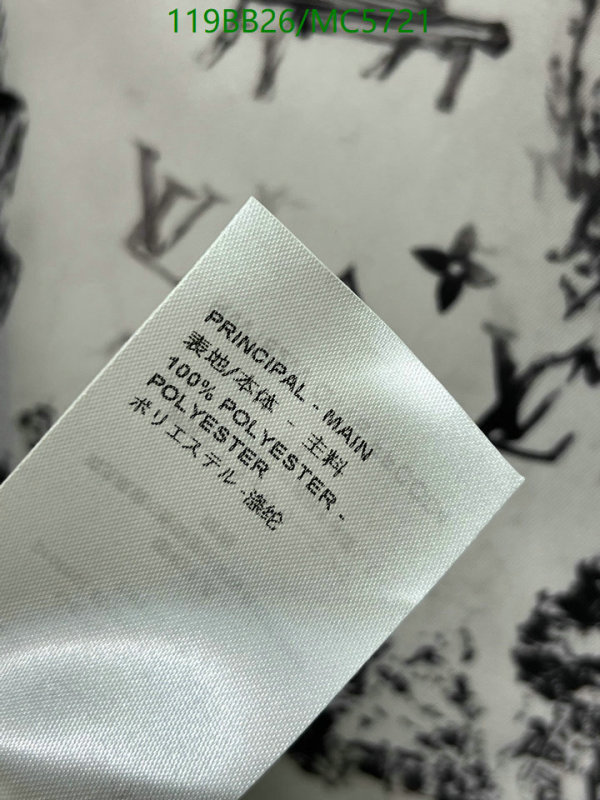 119BB26/MC5721
PRINCIPAL - MAIN
表地/本体 - 主料
100% POLYESTER -
POLYESTER
ポリエステル・涤纶